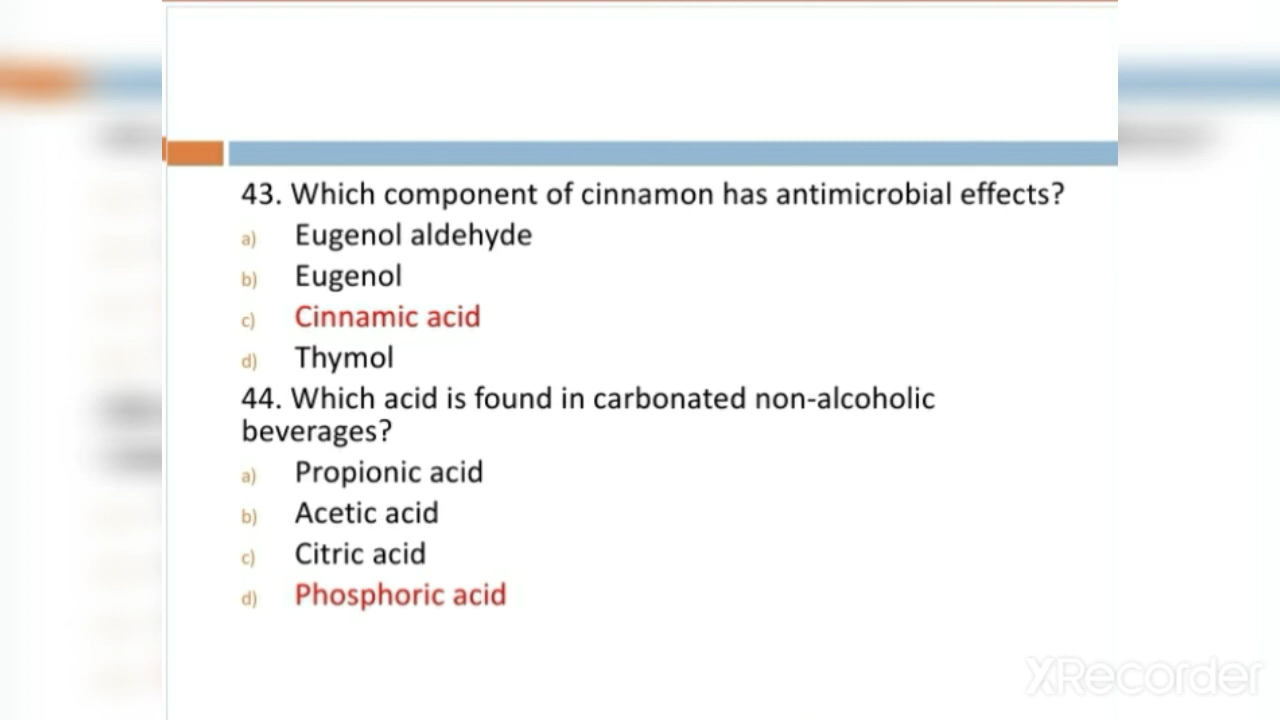 43. Which component of cinnamon has antimicrobial effects?
a) Eugenol aldehyde
b) Eugenol
c) Cinnamic acid
d) Thymol
44. Which acid is found in carbonated non-alcoholic
beverages?
a) Propionic acid
b) Acetic acid
c) Citric acid
d) Phosphoric acid
XRecorder